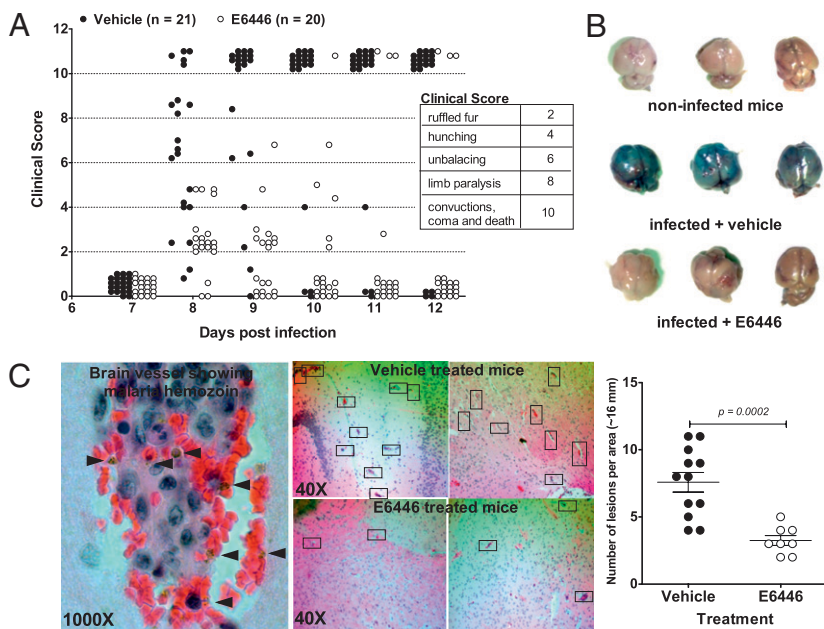 A
Vehicle (n = 21)
E6446 (n = 20)
Clinical Score
12
10
8
6
4
2
0
6
7
8
9
10
11
12
Days post infection
Clinical Score
ruffled fur 2
hunching 4
unbalacing 6
limb paralysis 8
convuctions,
coma and death 10
B
non-infected mice
infected + vehicle
infected + E6446
C
Brain vessel showing
malaria hemozoin
1000X
Vehicle treated mice
40X
E6446 treated mice
40X
Number of lesions per area (~16 mm)
15
10
5
0
p = 0.0002
Vehicle
E6446
Treatment